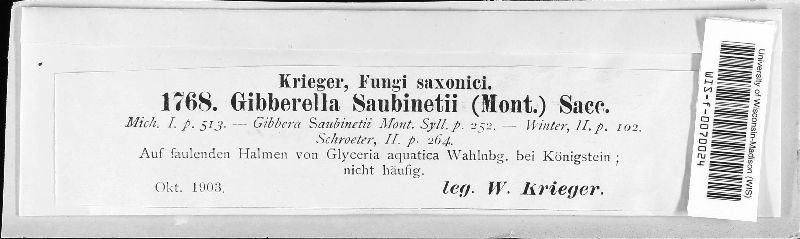 Krieger, Fungi saxonici.
1768. Gibberella Saubinetii (Mont.) Sacc.
Mich. I. p. 513. — Gibbera Saubinetii Mont. Syll. p. 252. — Winter, II. p. 102.
Schroeter, II. p. 264.
Auf faulenden Halmen von Glyceria aquatica Wahlnbg. bei Königstein;
nicht häufig.
Okt. 1903. leg. W. Krieger.
University of Wisconsin-Madison (WIS)
WIS-f-0070024